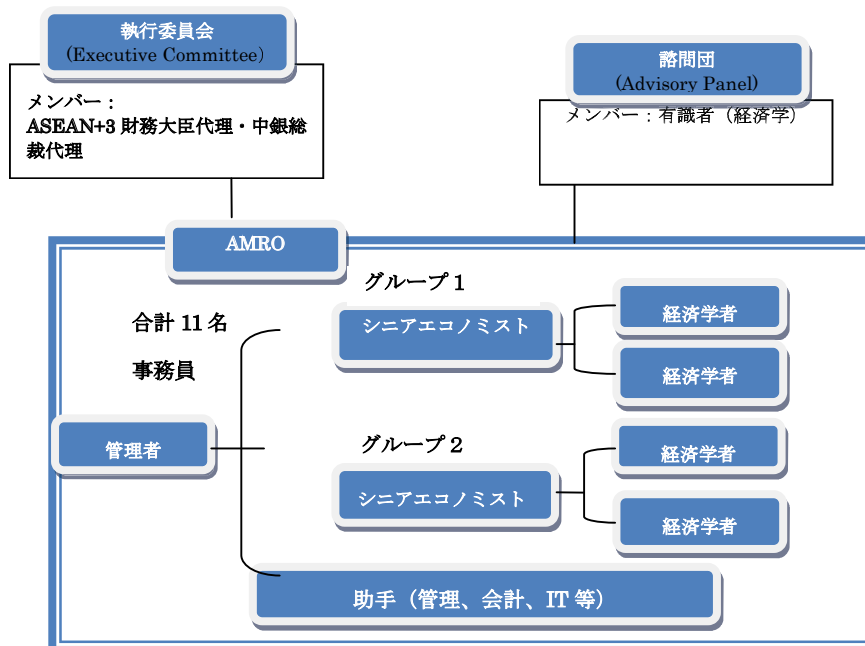 執行委員会
(Executive Committee)
メンバー：
ASEAN+3 財務大臣代理・中銀総
裁代理
諮問団
(Advisory Panel)
メンバー：有識者（経済学）
AMRO
合計 11 名
事務員
管理者
グループ 1
シニアエコノミスト
経済学者
経済学者
グループ 2
シニアエコノミスト
経済学者
経済学者
助手（管理、会計、IT 等）